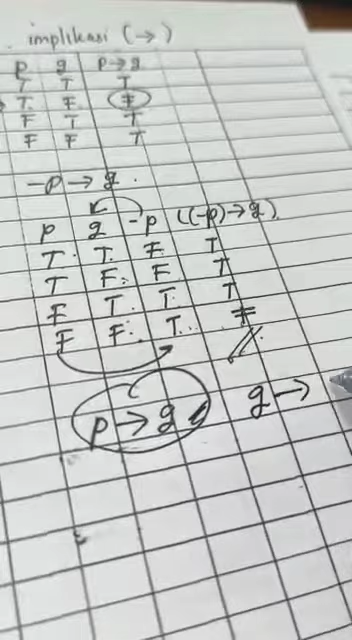 implikasi (→)
p g p→g
T T T
T. F. F
F T T
F F T
-p → g.
p g -p ((-p)→g)
T. T. F. T
T F. F. T
F T. T. T
F F. T.. F
p → g g →